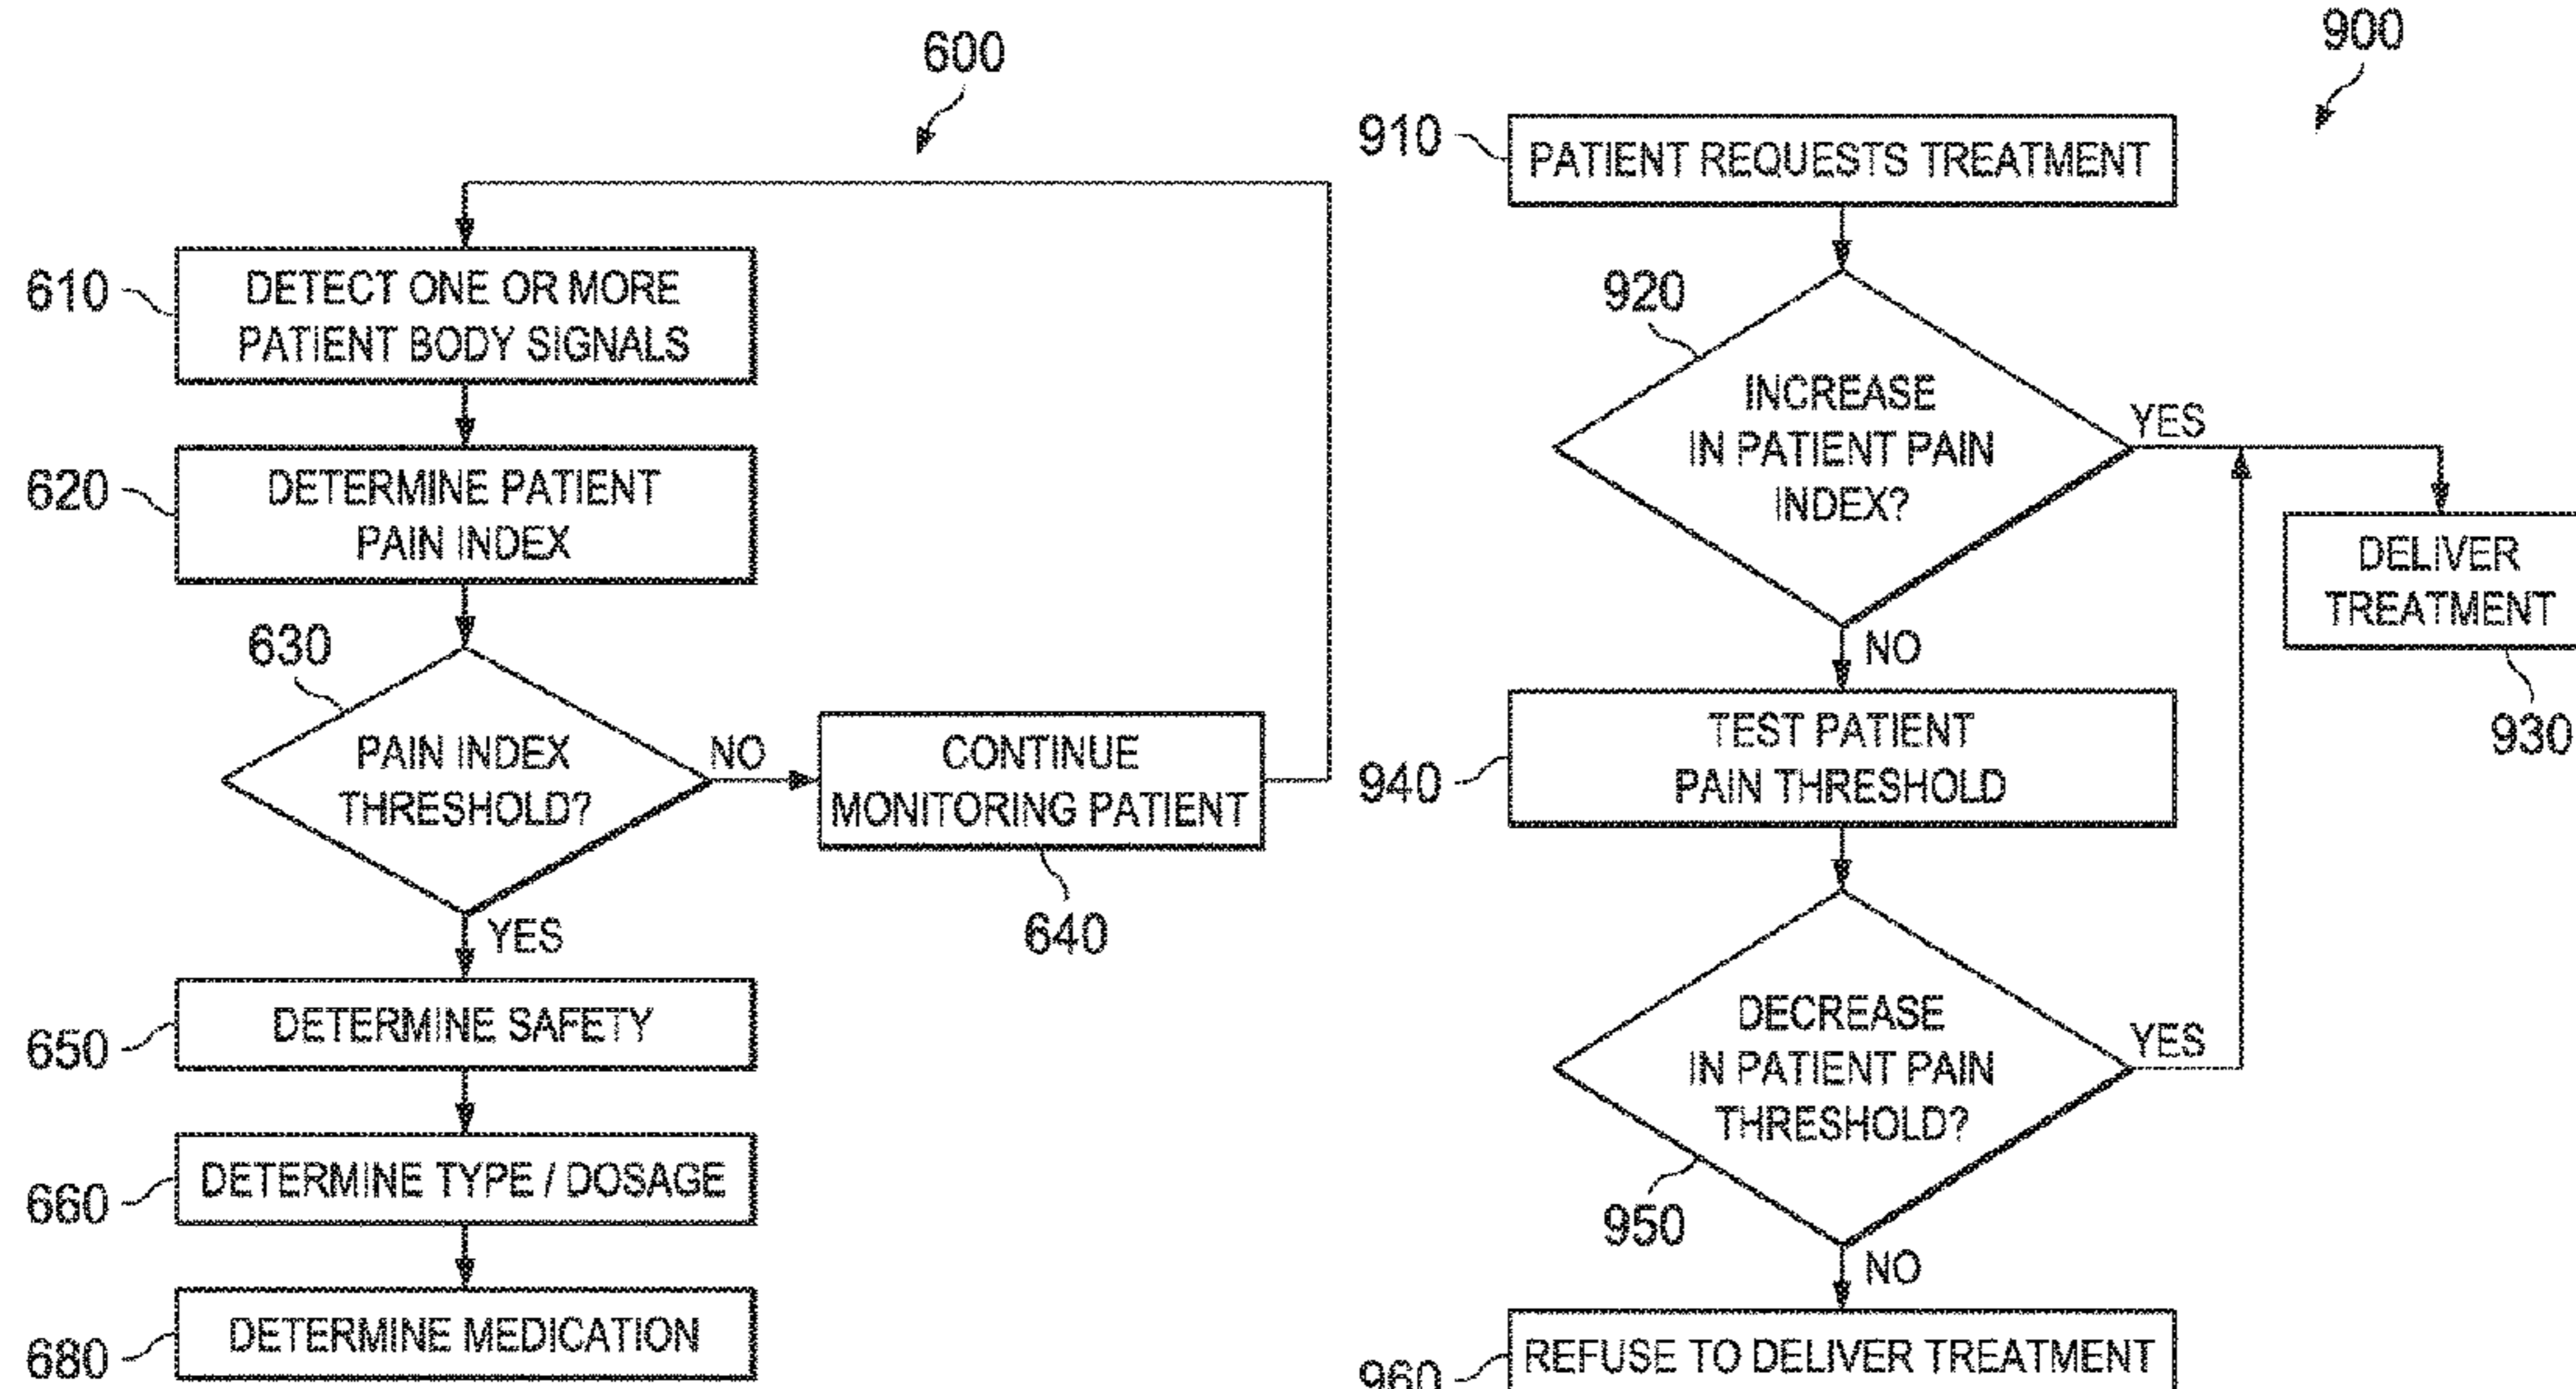 600
610
DETECT ONE OR MORE
PATIENT BODY SIGNALS
620
DETERMINE PATIENT
PAIN INDEX
630
PAIN INDEX
THRESHOLD?
NO
CONTINUE
MONITORING PATIENT
640
YES
650
DETERMINE SAFETY
660
DETERMINE TYPE / DOSAGE
680
DETERMINE MEDICATION
900
910
PATIENT REQUESTS TREATMENT
920
INCREASE
IN PATIENT PAIN
INDEX?
YES
DELIVER
TREATMENT
930
NO
940
TEST PATIENT
PAIN THRESHOLD
DECREASE
IN PATIENT PAIN
THRESHOLD?
YES
950
NO
960
REFUSE TO DELIVER TREATMENT